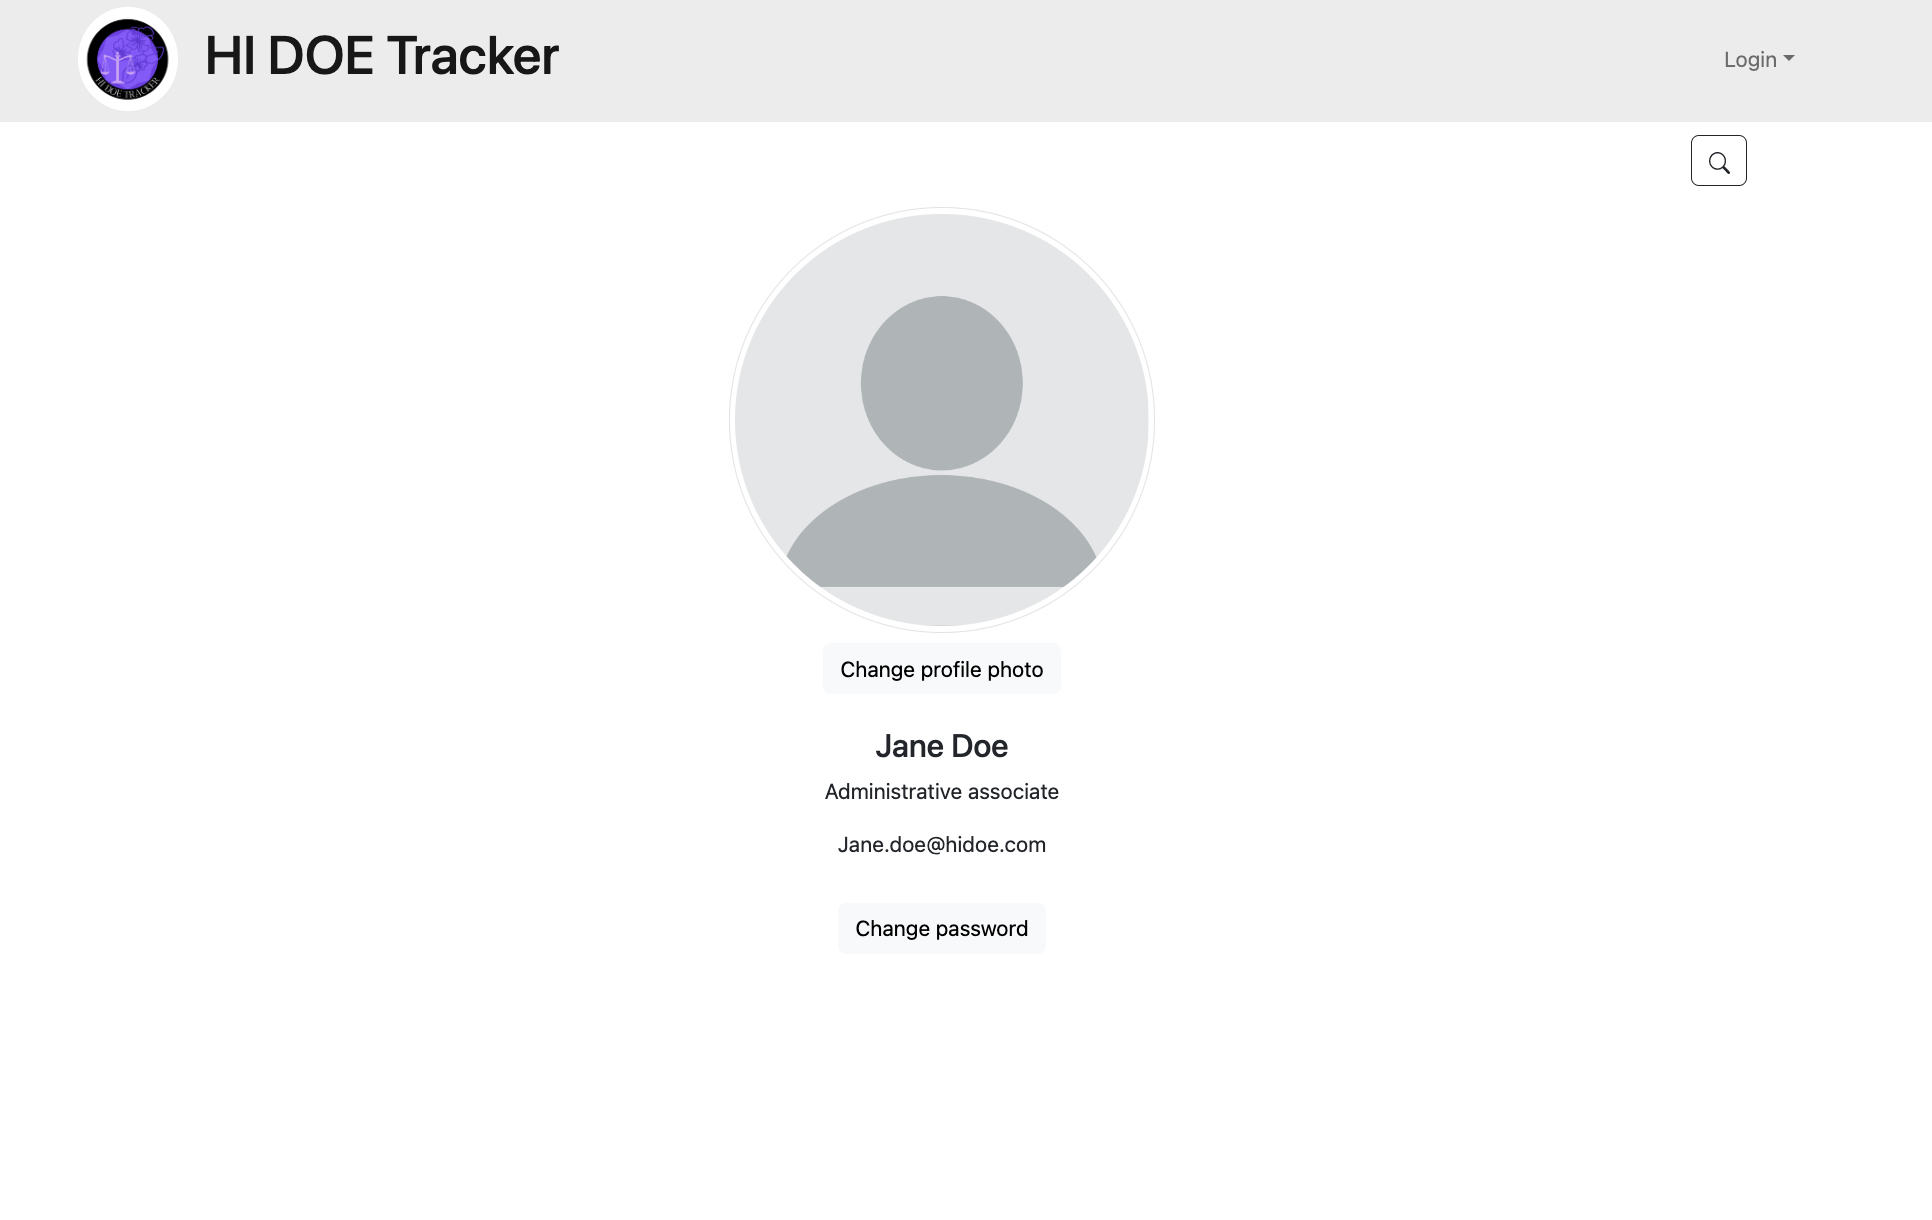 HI DOE TRACKER
HI DOE Tracker
Login
Change profile photo
Jane Doe
Administrative associate
Jane.doe@hidoe.com
Change password